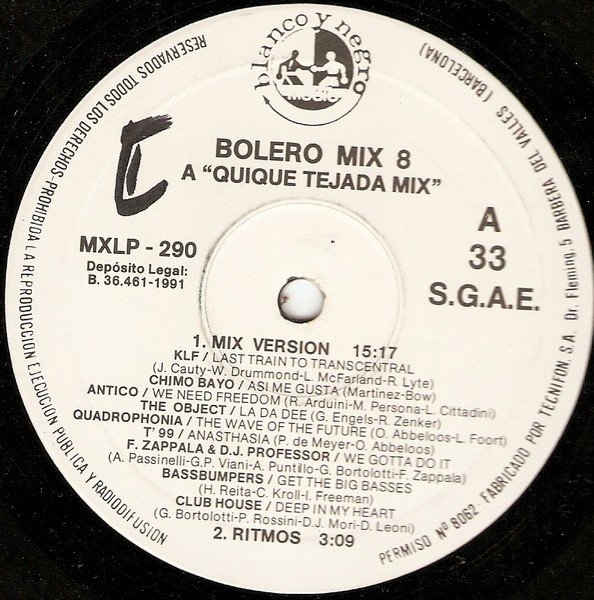 blanco y negro
MUSIC
RESERVADOS TODOS LOS DERECHOS-PROHIBIDA LA REPRODUCCION EJECUCION PUBLICA Y RADIODIFUSION
BOLERO MIX 8
A "QUIQUE TEJADA MIX"
MXLP - 290
Depósito Legal:
B. 36.461-1991
A
33
S.G.A.E.
1. MIX VERSION 15:17
KLF / LAST TRAIN TO TRANSCENTRAL
(J. Cauty-W. Drummond-L. McFarland-R. Lyte)
CHIMO BAYO / ASI ME GUSTA (Martínez-Bow)
ANTICO / WE NEED FREEDOM (R. Arduini-M. Persona-L. Cittadini)
THE OBJECT / LA DA DEE (G. Engels-R. Zenker)
QUADROPHONIA / THE WAVE OF THE FUTURE (O. Abbeloos-L. Foort)
T' 99 / ANASTHASIA (P. de Meyer-O. Abbeloos)
F. ZAPPALA & D.J. PROFESSOR / WE GOTTA DO IT
(A. Passinelli-G.P. Viani-A. Puntillo-G. Bortolotti-F. Zappala)
BASSBUMPERS / GET THE BIG BASSES
(H. Reita-C. Kroll-I. Freeman)
CLUB HOUSE / DEEP IN MY HEART
(G. Bortolotti-P. Rossini-D.J. Mori-D. Leoni)
2. RITMOS 3:09
PERMISO Nº 8062-FABRICADO POR TECNITON, S.A. Dr. Fleming, 5 BARBERA DEL VALLES (BARCELONA)